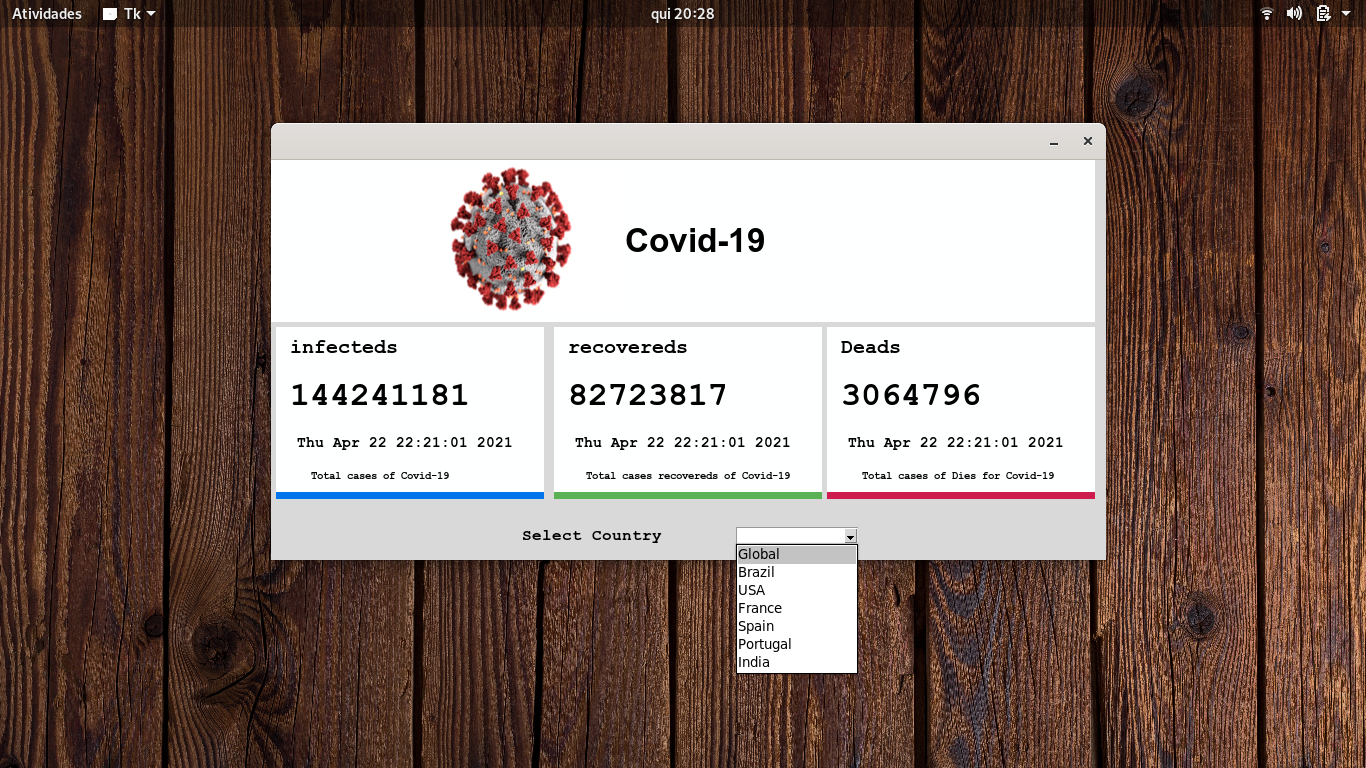 Atividades Tk qui 20:28
Covid-19
infecteds recovereds Deads
144241181 82723817 3064796
Thu Apr 22 22:21:01 2021 Thu Apr 22 22:21:01 2021 Thu Apr 22 22:21:01 2021
Total cases of Covid-19 Total cases recovereds of Covid-19 Total cases of Dies for Covid-19
Select Country
Global
Brazil
USA
France
Spain
Portugal
India